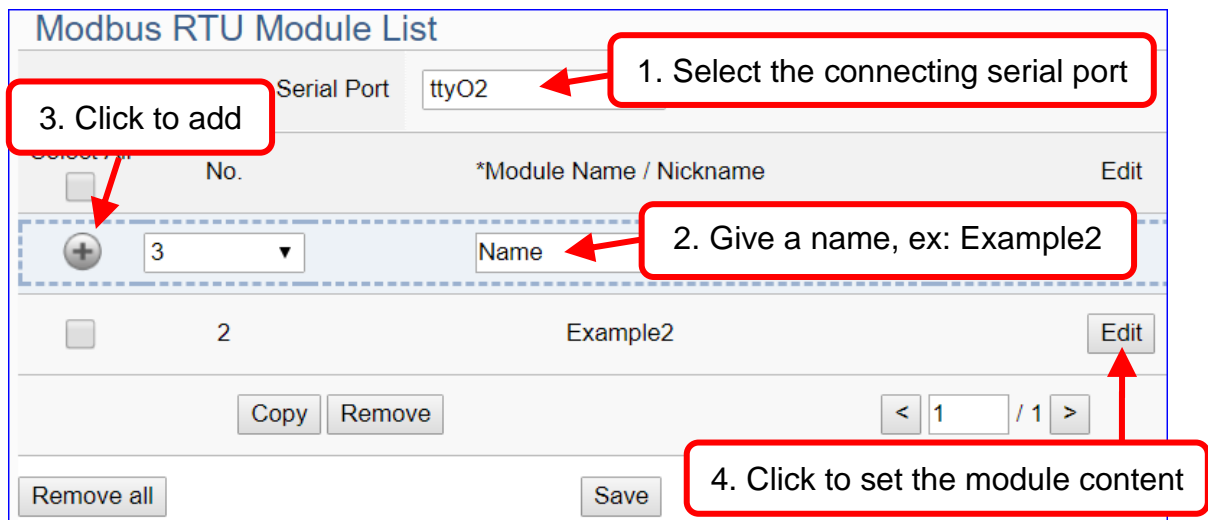 Modbus RTU Module List
1. Select the connecting serial port
Serial Port ttyO2
3. Click to add
Select All
No. *Module Name / Nickname Edit
2. Give a name, ex: Example2
3 ▼ Name
2 Example2 Edit
Copy Remove < 1 / 1 >
4. Click to set the module content
Remove all Save